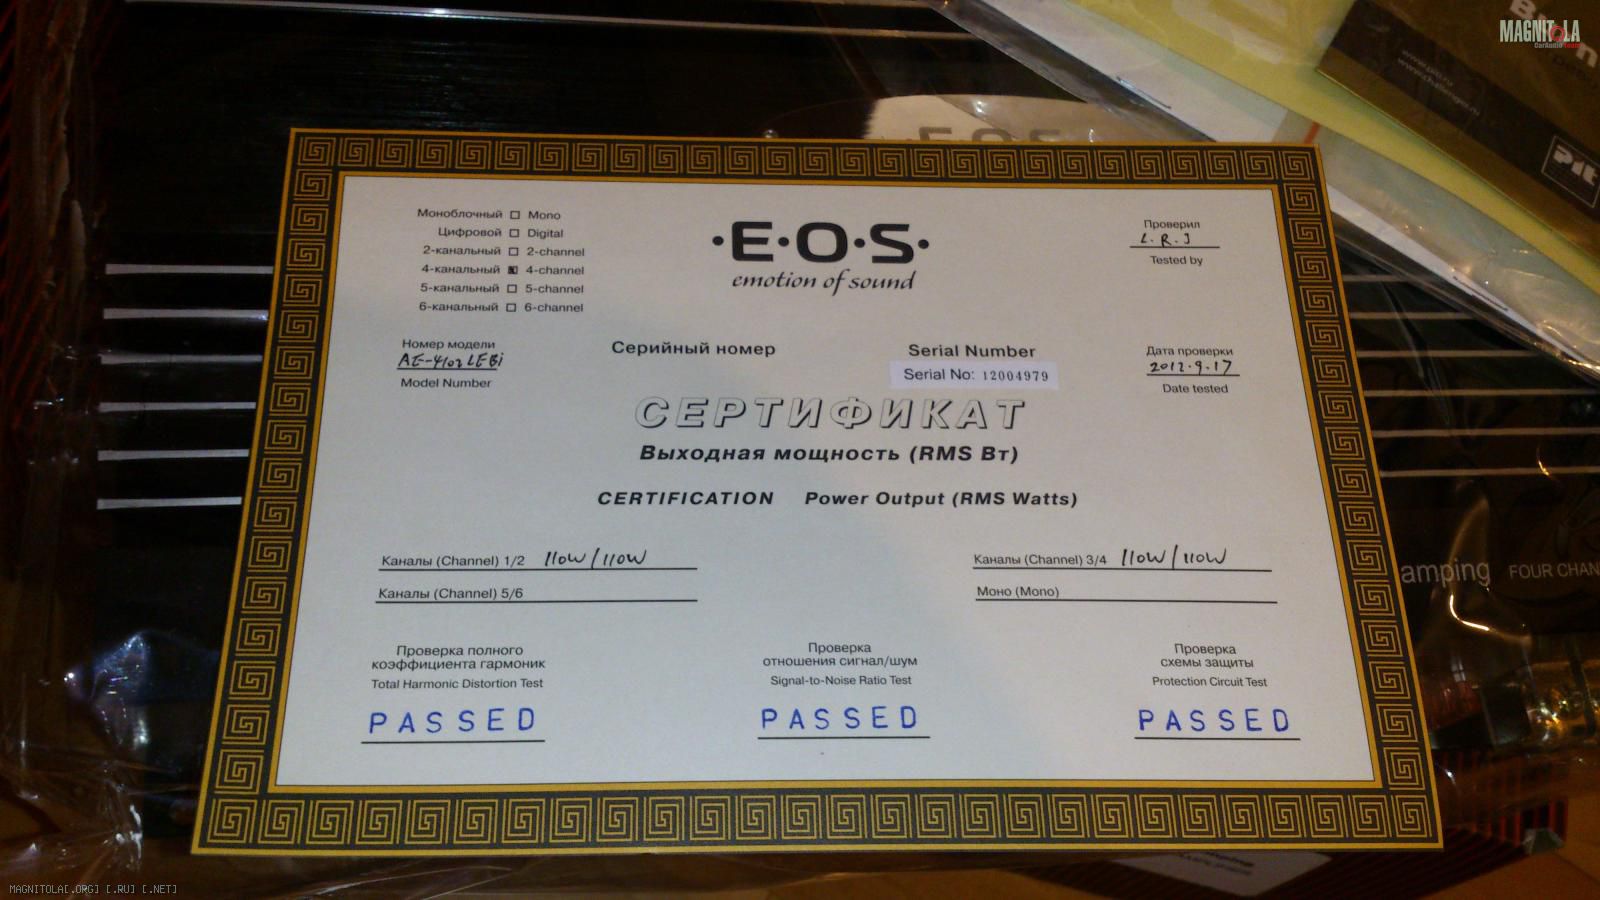 MAGNITOLA
CarAudio Team
E.O.S
Моноблочный Mono
Цифровой Digital
2-канальный 2-channel
4-канальный 4-channel
5-канальный 5-channel
6-канальный 6-channel
·E·O·S·
emotion of sound
Проверил
L.R.J
Tested by
Номер модели
AE-4102LEBi
Model Number
Серийный номер Serial Number
Serial No: 12004979
Дата проверки
2012.9.17
Date tested
СЕРТИФИКАТ
Выходная мощность (RMS Вт)
CERTIFICATION Power Output (RMS Watts)
Каналы (Channel) 1/2 110W/110W
Каналы (Channel) 3/4 110W/110W
Каналы (Channel) 5/6
Моно (Mono)
Проверка полного
коэффициента гармоник
Total Harmonic Distortion Test
PASSED
Проверка
отношения сигнал/шум
Signal-to-Noise Ratio Test
PASSED
Проверка
схемы защиты
Protection Circuit Test
PASSED
amping FOUR CHAN
MAGNITOLA[.ORG] [.RU] [.NET]